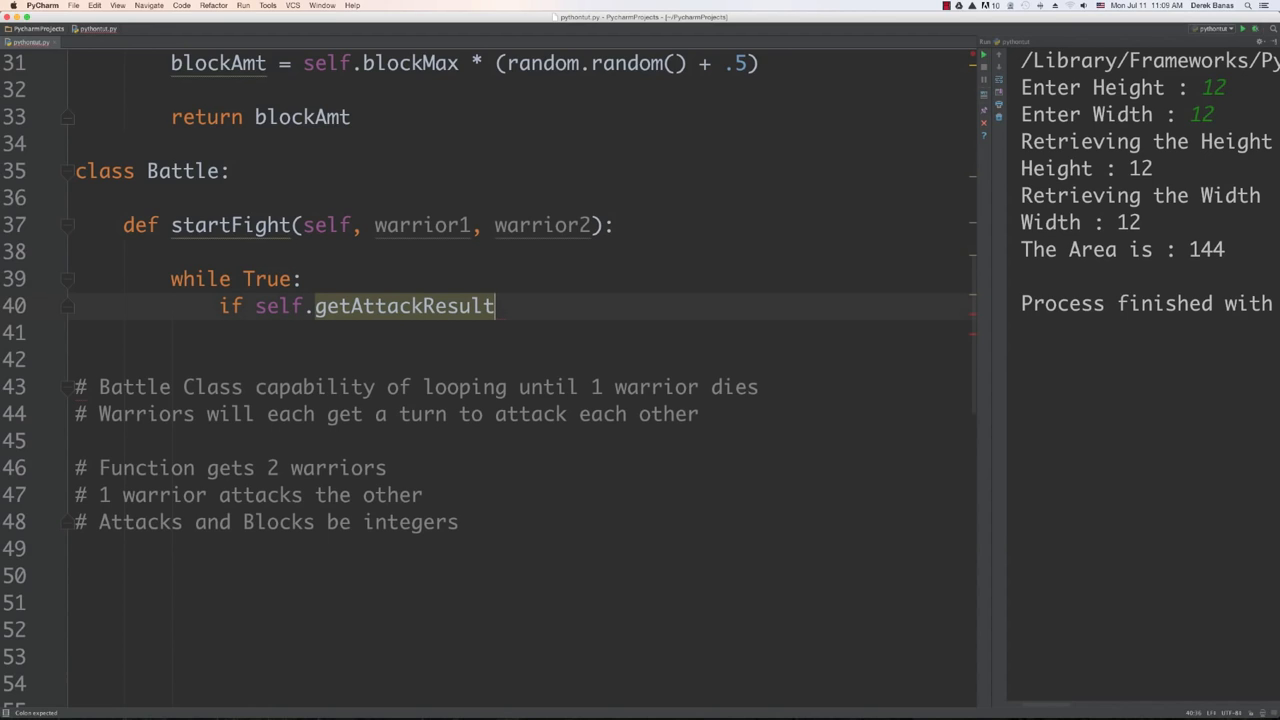 PyCharm File Edit View Navigate Code Refactor Run Tools VCS Window Help 10 Mon Jul 11 11:09 AM Derek Banas
pythontut.py - PycharmProjects - [~/PycharmProjects]
PycharmProjects pythontut.py pythontut
pythontut.py Run pythontut
31 blockAmt = self.blockMax * (random.random() + .5)
32
33 return blockAmt
34
35 class Battle:
36
37 def startFight(self, warrior1, warrior2):
38
39 while True:
40 if self.getAttackResult
41
42
43 # Battle Class capability of looping until 1 warrior dies
44 # Warriors will each get a turn to attack each other
45
46 # Function gets 2 warriors
47 # 1 warrior attacks the other
48 # Attacks and Blocks be integers
49
50
51
52
53
54
/Library/Frameworks/Py
Enter Height : 12
Enter Width : 12
Retrieving the Height
Height : 12
Retrieving the Width
Width : 12
The Area is : 144
Process finished with
Colon expected 40:36 LF UTF-8